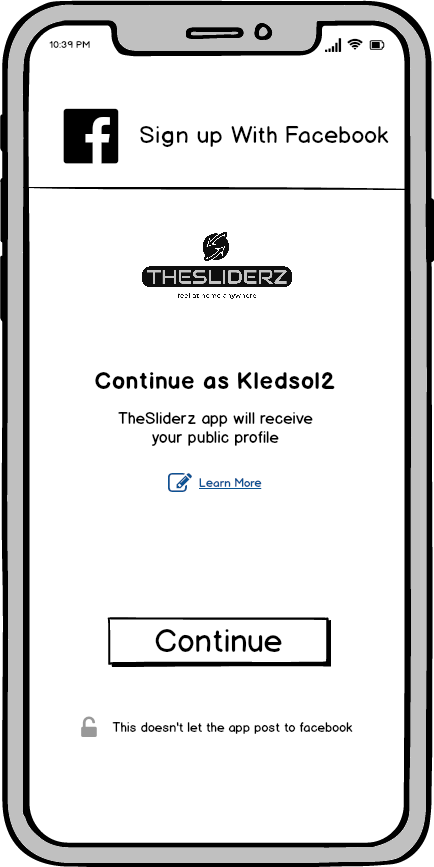 10:39 PM
Sign up With Facebook
THESLIDERZ
feel at home anywhere
Continue as Kledsol2
TheSliderz app will receive
your public profile
Learn More
Continue
This doesn't let the app post to facebook